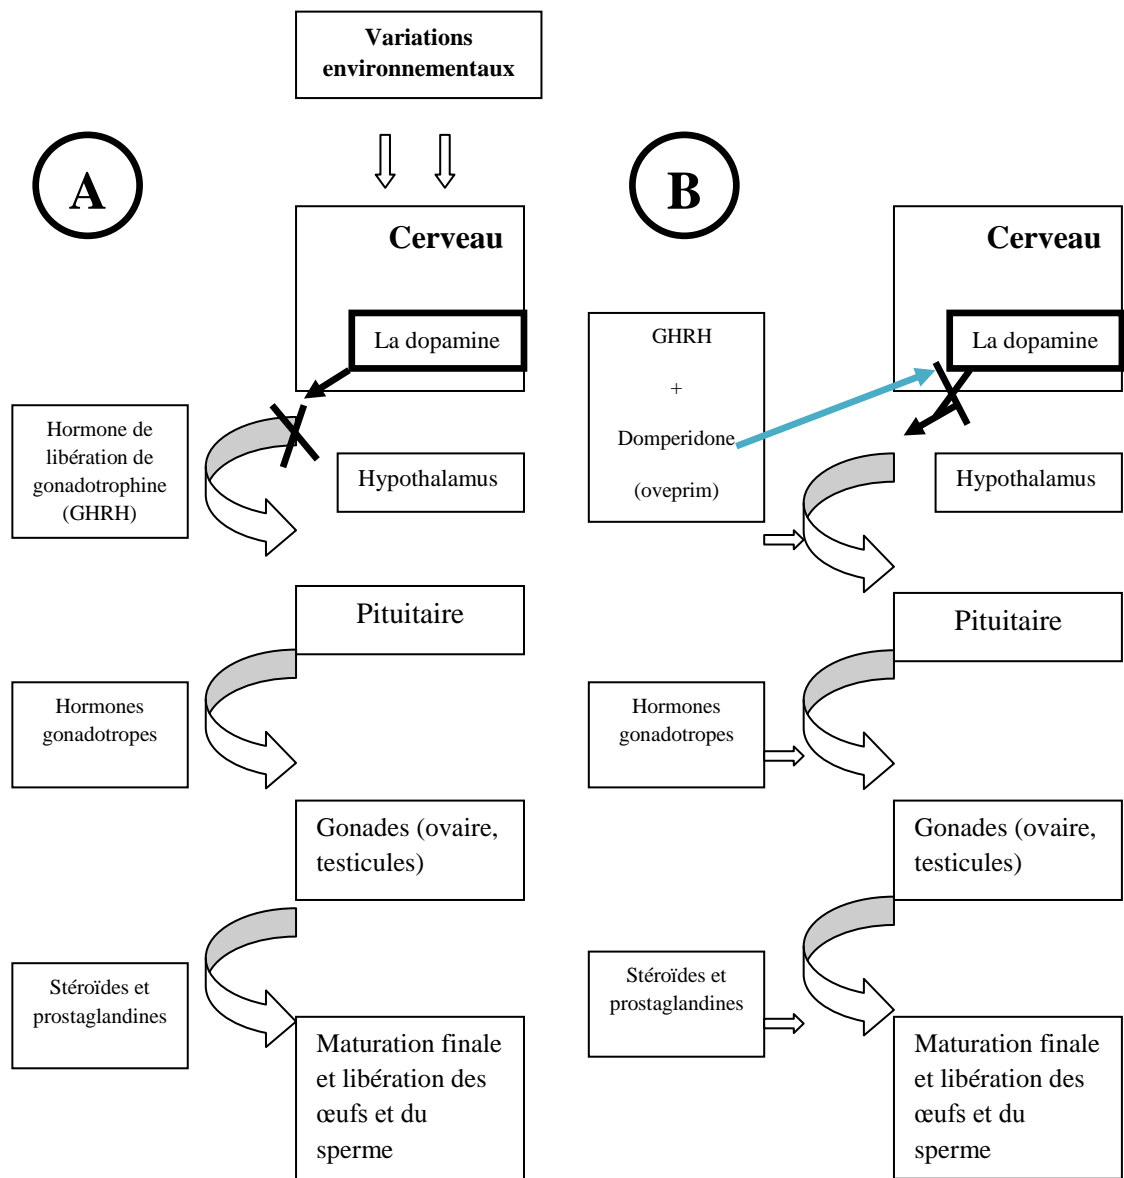 Variations
environnementaux
A
Cerveau
La dopamine
Hormone de
libération de
gonadotrophine
(GHRH)
Hypothalamus
Pituitaire
Hormones
gonadotropes
Gonades (ovaire,
testicules)
Stéroïdes et
prostaglandines
Maturation finale
et libération des
œufs et du
sperme
B
Cerveau
La dopamine
GHRH
+
Domperidone
(oveprim)
Hypothalamus
Pituitaire
Hormones
gonadotropes
Gonades (ovaire,
testicules)
Stéroïdes et
prostaglandines
Maturation finale
et libération des
œufs et du
sperme